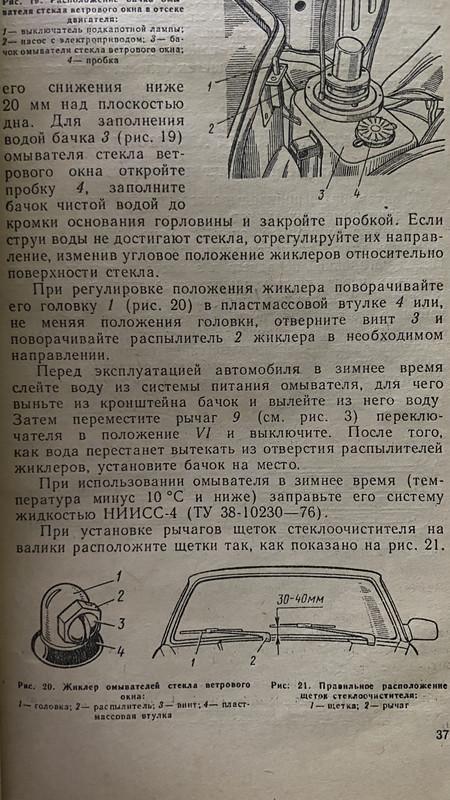 Рис. 19. Расположение бачка омы-
вателя стекла ветрового окна в отсеке
двигателя:
1— выключатель подкапотной лампы;
2— насос с электроприводом; 3— ба-
чок омывателя стекла ветрового окна;
4— пробка
1
2
3
4
его снижения ниже
20 мм над плоскостью
дна. Для заполнения
водой бачка 3 (рис. 19)
омывателя стекла вет-
рового окна откройте
пробку 4, заполните
бачок чистой водой до
кромки основания горловины и закройте пробкой. Если
струи воды не достигают стекла, отрегулируйте их направ-
ление, изменив угловое положение жиклеров относительно
поверхности стекла.
При регулировке положения жиклера поворачивайте
его головку 1 (рис. 20) в пластмассовой втулке 4 или,
не меняя положения головки, отверните винт 3 и
поворачивайте распылитель 2 жиклера в необходимом
направлении.
Перед эксплуатацией автомобиля в зимнее время
слейте воду из системы питания омывателя, для чего
выньте из кронштейна бачок и вылейте из него воду
Затем переместите рычаг 9 (см. рис. 3) переклю-
чателя в положение VI и выключите. После того,
как вода перестанет вытекать из отверстия распылителей
жиклеров, установите бачок на место.
При использовании омывателя в зимнее время (тем-
пература минус 10 °С и ниже) заправьте его систему
жидкостью НИИСС-4 (ТУ 38-10230—76).
При установке рычагов щеток стеклоочистителя на
валики расположите щетки так, как показано на рис. 21.
1
2
3
4
30-40мм
1
2
Рис. 20. Жиклер омывателей стекла ветрового
окна:
1— головка; 2— распылитель; 3— винт; 4— пласт-
массовая втулка
Рис: 21. Правильное расположение
щеток стеклоочистителя:
1— щетка; 2— рычаг
37